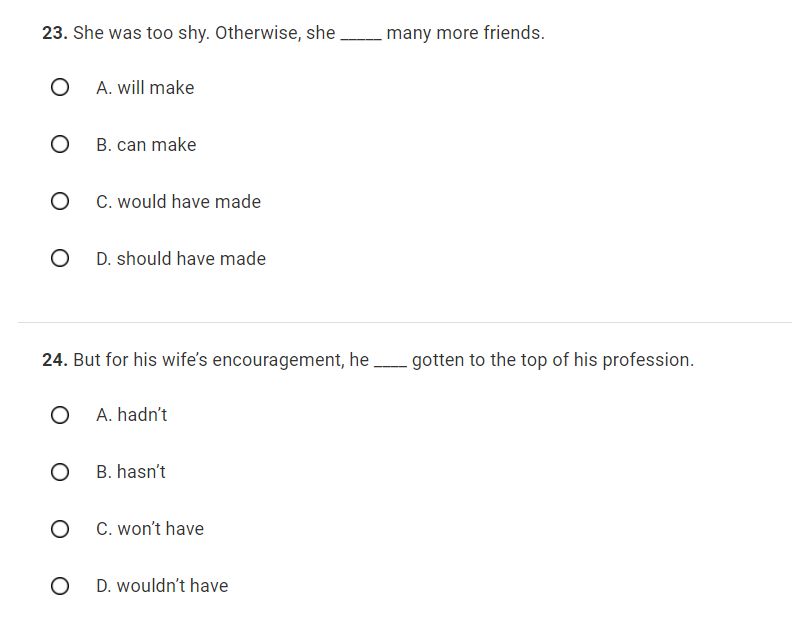 23. She was too shy. Otherwise, she _____ many more friends.
A. will make
B. can make
C. would have made
D. should have made
24. But for his wife’s encouragement, he ____ gotten to the top of his profession.
A. hadn’t
B. hasn’t
C. won’t have
D. wouldn’t have